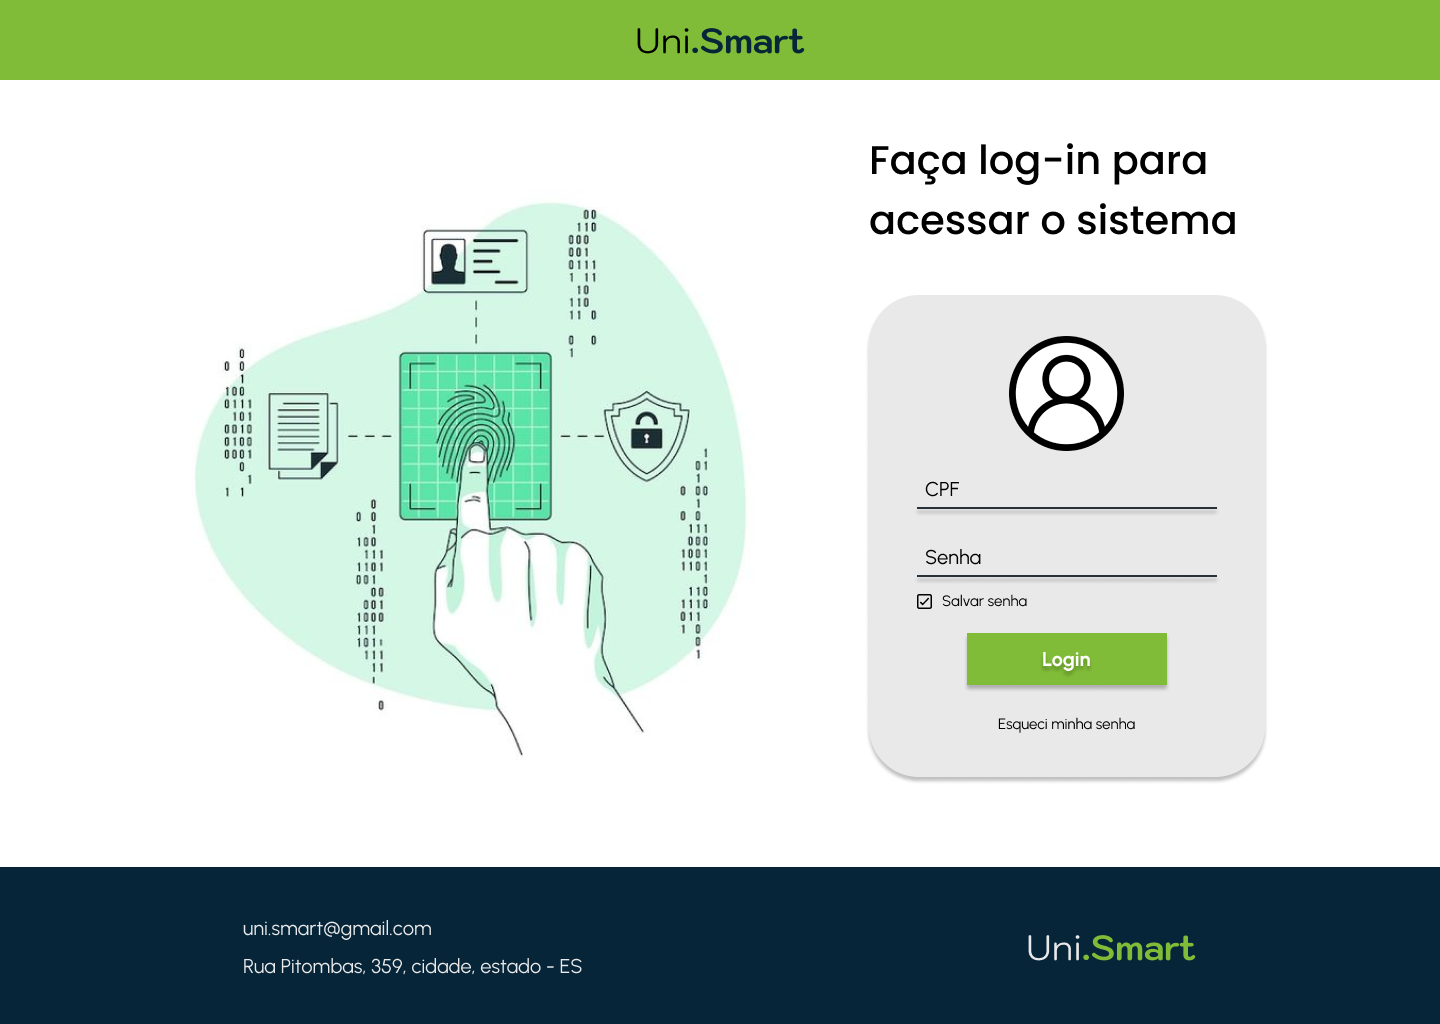 Uni.Smart
Faça log-in para
acessar o sistema
CPF
Senha
Salvar senha
Login
Esqueci minha senha
uni.smart@gmail.com
Rua Pitombas, 359, cidade, estado - ES
Uni.Smart